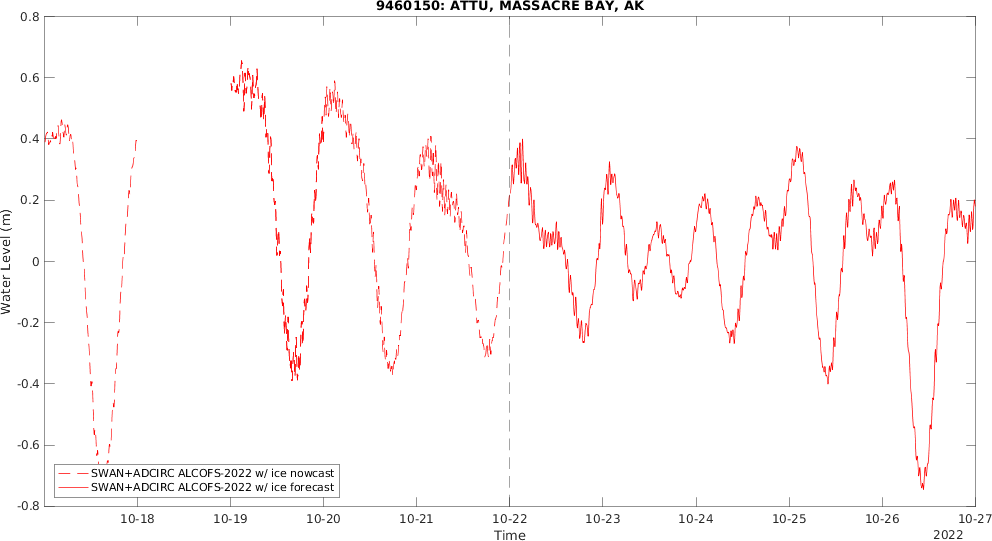 9460150: ATTU, MASSACRE BAY, AK
Water Level (m)
0.8
0.6
0.4
0.2
0
-0.2
-0.4
-0.6
-0.8
SWAN+ADCIRC ALCOFS-2022 w/ ice nowcast
SWAN+ADCIRC ALCOFS-2022 w/ ice forecast
10-18 10-19 10-20 10-21 10-22 10-23 10-24 10-25 10-26 10-27
Time
2022